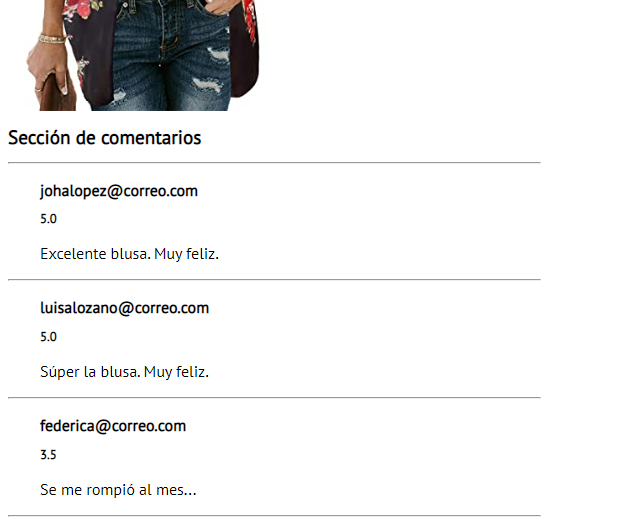 Sección de comentarios
johalopez@correo.com
5.0
Excelente blusa. Muy feliz.
luisalozano@correo.com
5.0
Súper la blusa. Muy feliz.
federica@correo.com
3.5
Se me rompió al mes...